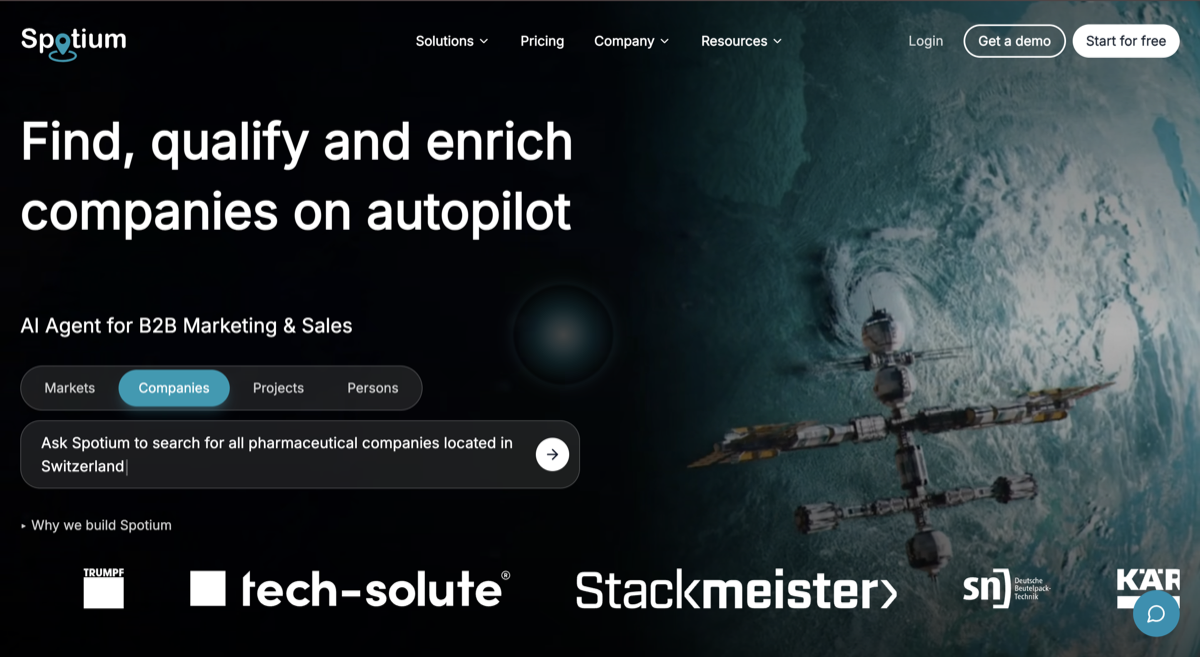 Spotium
Solutions
Pricing
Company
Resources
Login
Get a demo
Start for free
Find, qualify and enrich
companies on autopilot
AI Agent for B2B Marketing & Sales
Markets
Companies
Projects
Persons
Ask Spotium to search for all pharmaceutical companies located in
Switzerland
Why we build Spotium
TRUMPF
tech-solute®
Stackmeister
sn
Deutsche
Beutelpack-
Technik
KÄR